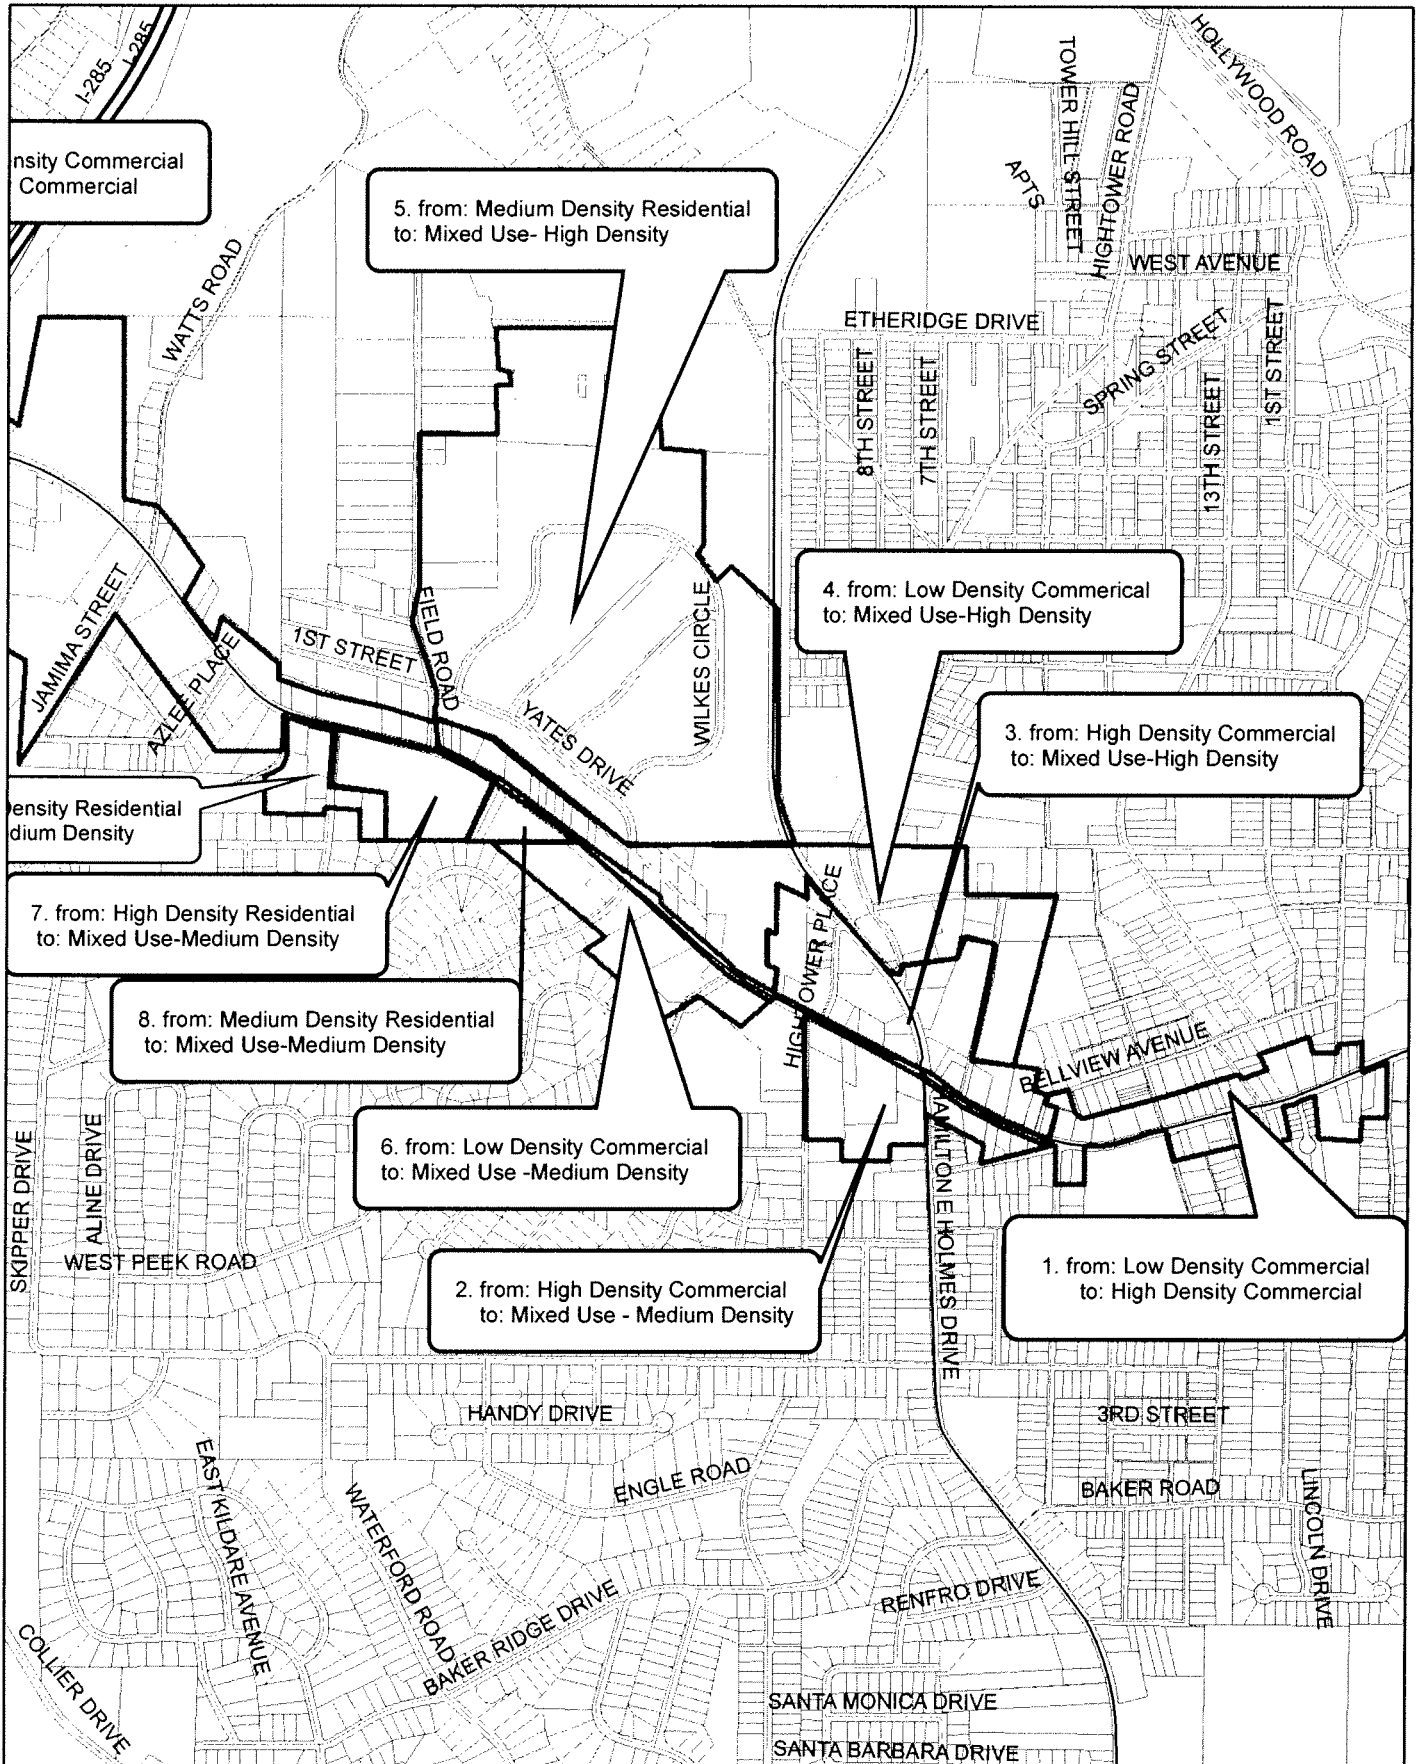 I-285
I-285
nsity Commercial
Commercial
HOLLYWOOD ROAD
TOWER HILL STREET
HIGHTOWER ROAD
APTS
5. from: Medium Density Residential
to: Mixed Use- High Density
WATTS ROAD
WEST AVENUE
ETHERIDGE DRIVE
SPRING STREET
1ST STREET
8TH STREET
7TH STREET
13TH STREET
4. from: Low Density Commerical
to: Mixed Use-High Density
JAMIMA STREET
AZLEE PLACE
1ST STREET
FIELD ROAD
WILKES CIRCLE
YATES DRIVE
3. from: High Density Commercial
to: Mixed Use-High Density
ensity Residential
dium Density
7. from: High Density Residential
to: Mixed Use-Medium Density
HIGHTOWER PLACE
8. from: Medium Density Residential
to: Mixed Use-Medium Density
BELLVIEW AVENUE
6. from: Low Density Commercial
to: Mixed Use -Medium Density
HAMILTON E HOLMES DRIVE
SKIPPER DRIVE
ALINE DRIVE
WEST PEEK ROAD
2. from: High Density Commercial
to: Mixed Use - Medium Density
1. from: Low Density Commercial
to: High Density Commercial
HANDY DRIVE
3RD STREET
ENGLE ROAD
BAKER ROAD
LINCOLN DRIVE
EAST KILDARE AVENUE
WATERFORD ROAD
BAKER RIDGE DRIVE
RENFRO DRIVE
COLLIER DRIVE
SANTA MONICA DRIVE
SANTA BARBARA DRIVE